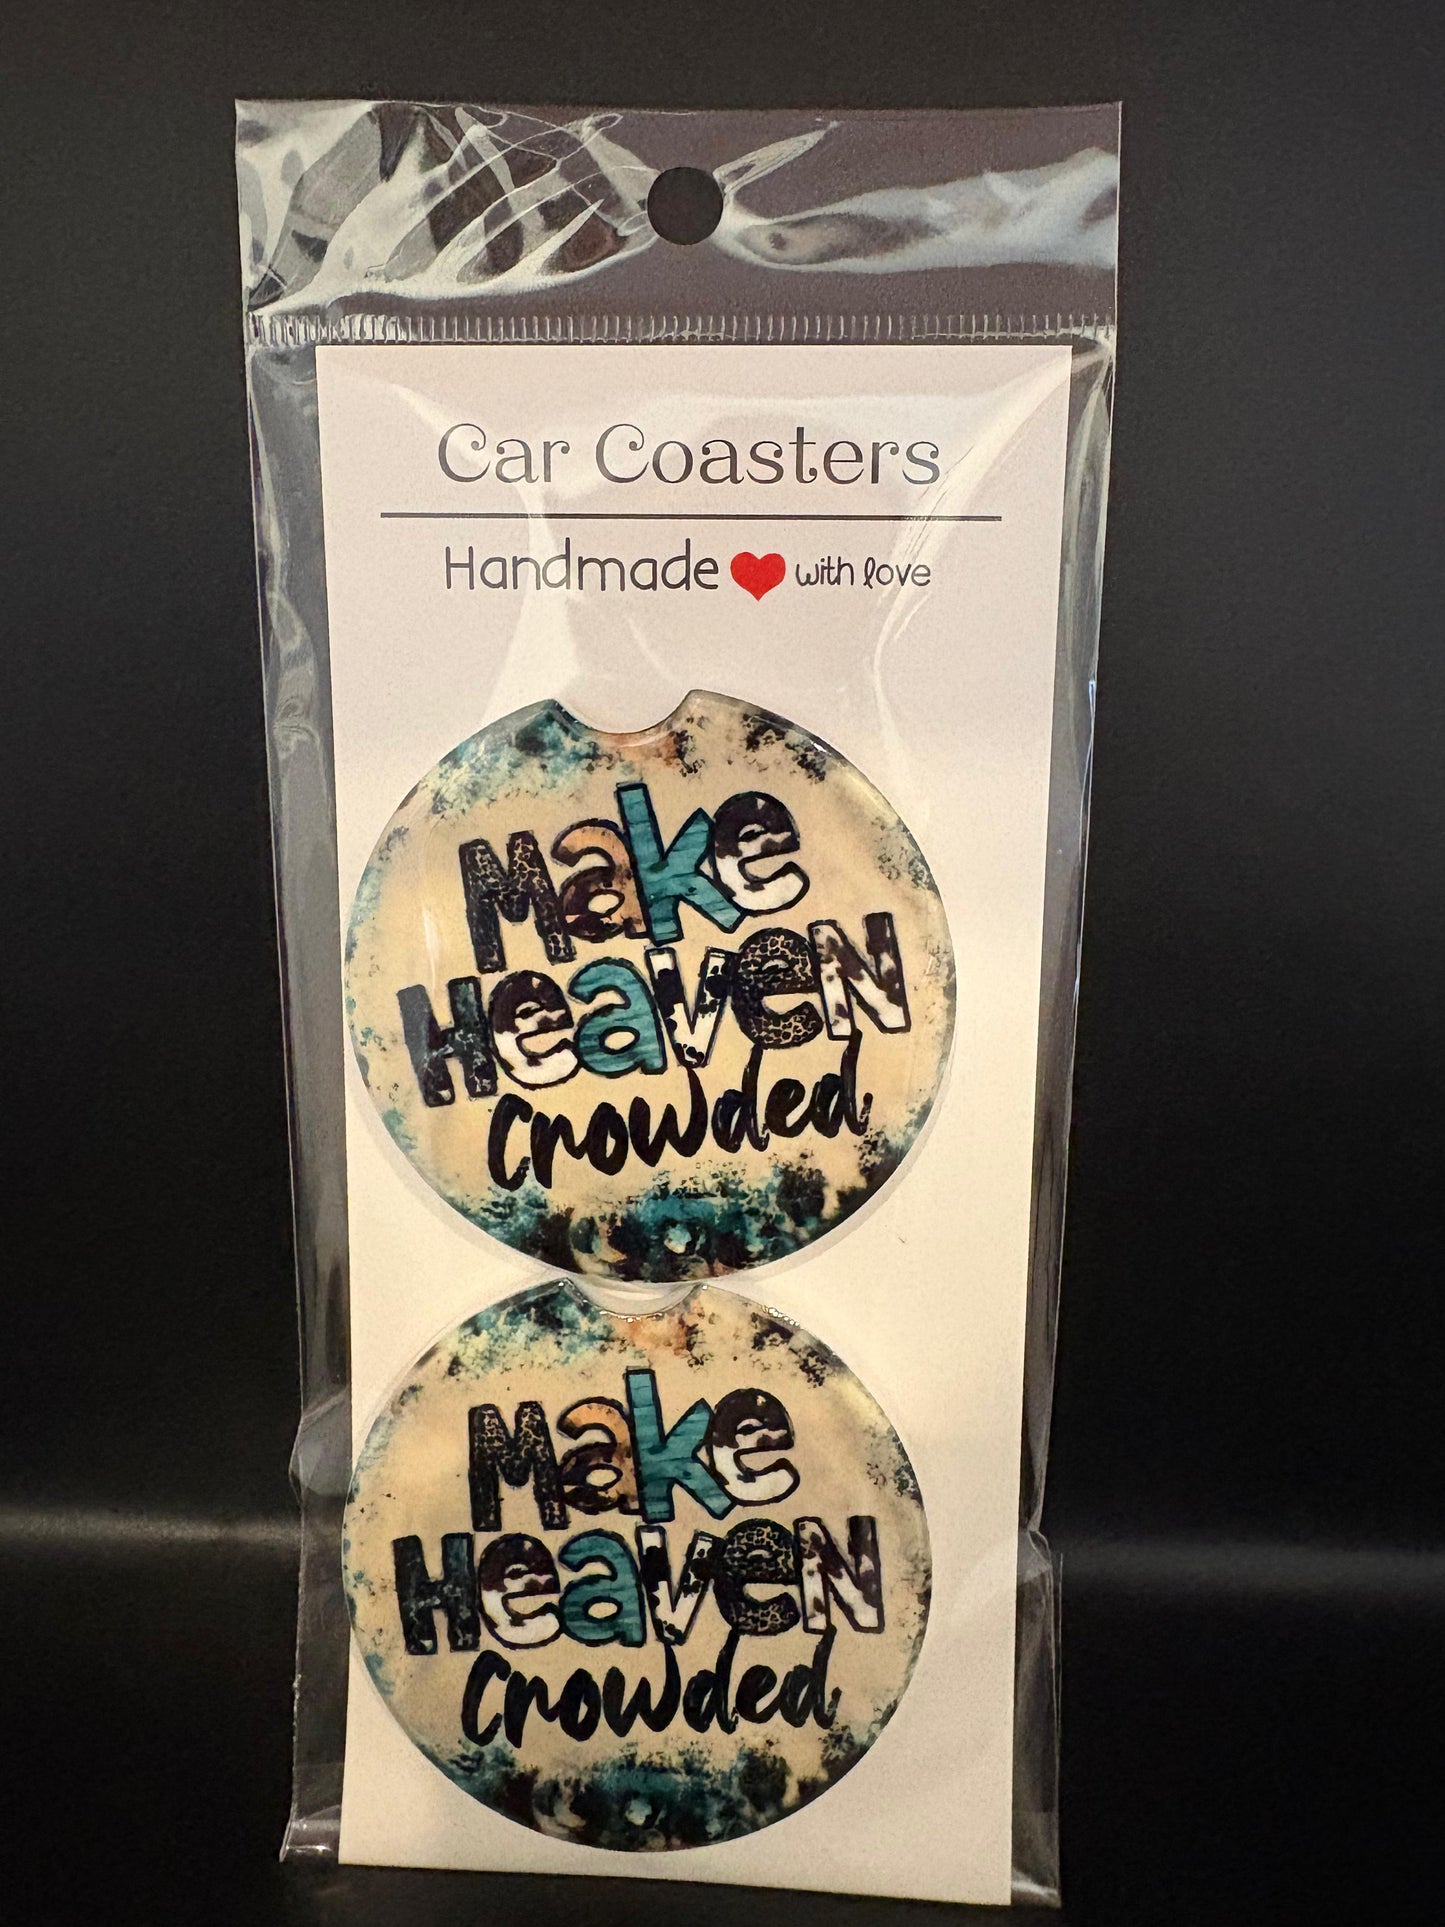 Car Coasters
Handmade with love
Make
Heaven
crowded
Make
Heaven
crowded